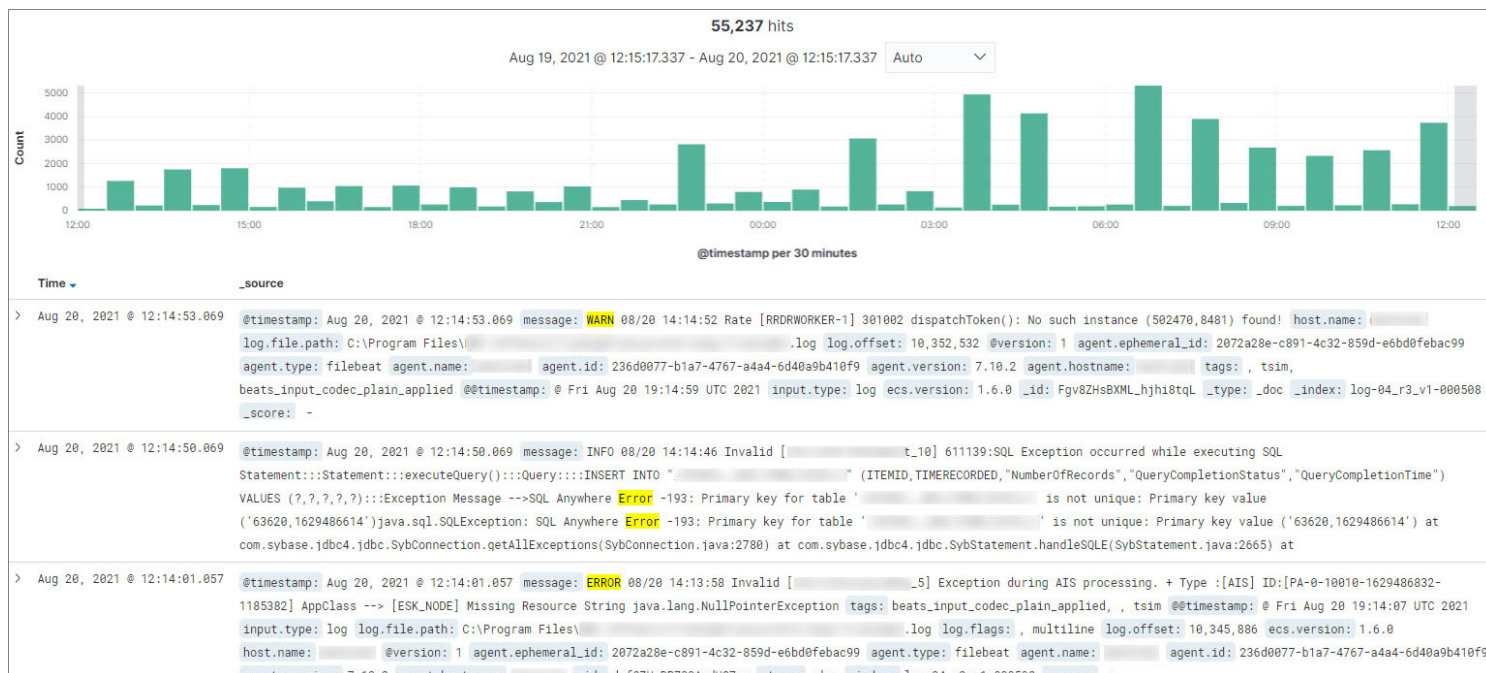 55,237 hits
Aug 19, 2021 @ 12:15:17.337 - Aug 20, 2021 @ 12:15:17.337 Auto
5000
4000
3000
2000
1000
0
Count
12:00 15:00 18:00 21:00 00:00 03:00 06:00 09:00 12:00
@timestamp per 30 minutes
Time _source
Aug 20, 2021 @ 12:14:53.069 @timestamp: Aug 20, 2021 @ 12:14:53.069 message: WARN 08/20 14:14:52 Rate [RRDRWORKER-1] 301002 dispatchToken(): No such instance (502470,8481) found! host.name:
log.file.path: C:\Program Files\ .log log.offset: 10,352,532 @version: 1 agent.ephemeral_id: 2072a28e-c891-4c32-859d-e6bd0febac99
agent.type: filebeat agent.name: agent.id: 236d0077-b1a7-4767-a4a4-6d40a9b410f9 agent.version: 7.10.2 agent.hostname: tags: , tsim,
beats_input_codec_plain_applied @@timestamp: @ Fri Aug 20 19:14:59 UTC 2021 input.type: log ecs.version: 1.6.0 _id: Fgv8ZHsBXML_hjhi8tqL _type: _doc _index: log-04_r3_v1-000508
_score: -
Aug 20, 2021 @ 12:14:50.069 @timestamp: Aug 20, 2021 @ 12:14:50.069 message: INFO 08/20 14:14:46 Invalid [ t_10] 611139:SQL Exception occurred while executing SQL
Statement:::Statement:::executeQuery():::Query::::INSERT INTO " " (ITEMID,TIMERECORDED,"NumberOfRecords","QueryCompletionStatus","QueryCompletionTime")
VALUES (?,?,?,?,?):::Exception Message -->SQL Anywhere Error -193: Primary key for table ' is not unique: Primary key value
('63620,1629486614')java.sql.SQLException: SQL Anywhere Error -193: Primary key for table ' ' is not unique: Primary key value ('63620,1629486614') at
com.sybase.jdbc4.jdbc.SybConnection.getAllExceptions(SybConnection.java:2780) at com.sybase.jdbc4.jdbc.SybStatement.handleSQLE(SybStatement.java:2665) at
Aug 20, 2021 @ 12:14:01.057 @timestamp: Aug 20, 2021 @ 12:14:01.057 message: ERROR 08/20 14:13:58 Invalid [ _5] Exception during AIS processing. + Type :[AIS] ID:[PA-0-10010-1629486832-
1185382] AppClass --> [ESK_NODE] Missing Resource String java.lang.NullPointerException tags: beats_input_codec_plain_applied, , tsim @@timestamp: @ Fri Aug 20 19:14:07 UTC 2021
input.type: log log.file.path: C:\Program Files\ .log log.flags: , multiline log.offset: 10,345,886 ecs.version: 1.6.0
host.name: @version: 1 agent.ephemeral_id: 2072a28e-c891-4c32-859d-e6bd0febac99 agent.type: filebeat agent.name: agent.id: 236d0077-b1a7-4767-a4a4-6d40a9b410f9